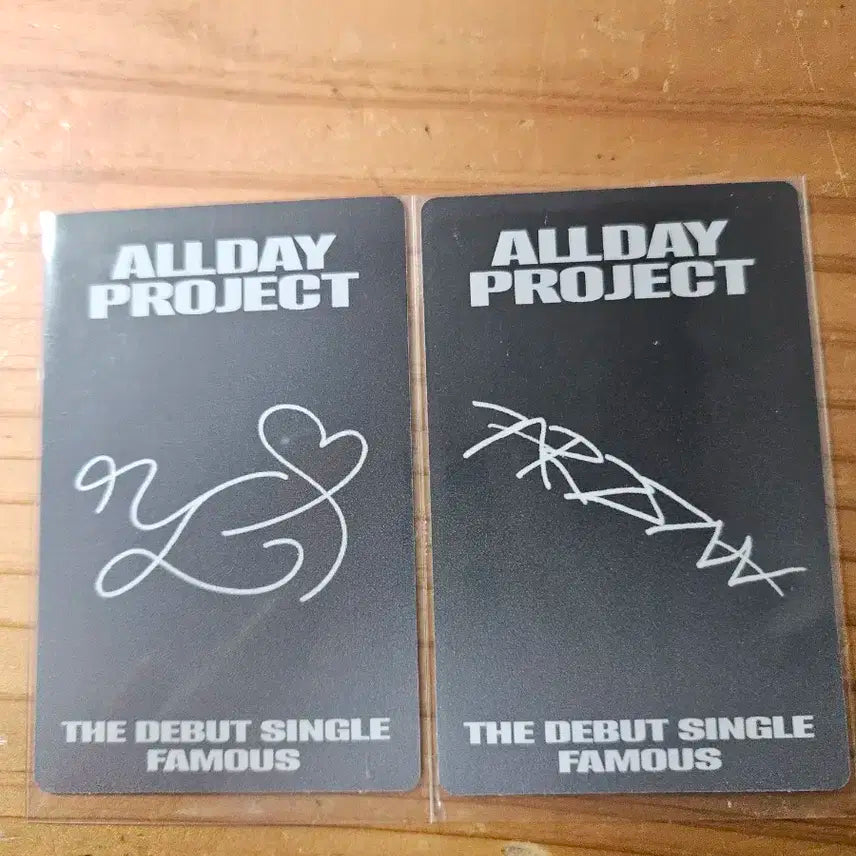 ALLDAY
PROJECT
THE DEBUT SINGLE
FAMOUS
ALLDAY
PROJECT
THE DEBUT SINGLE
FAMOUS